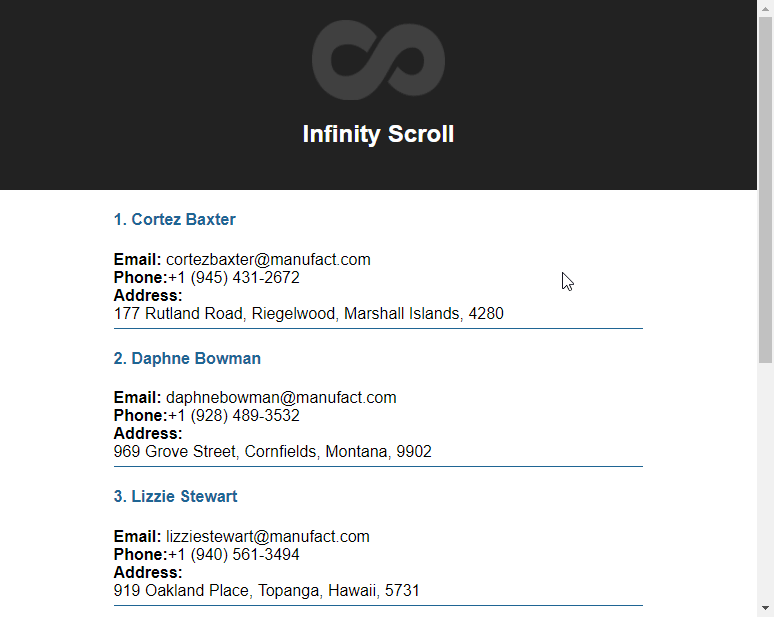 Infinity Scroll
1. Cortez Baxter
Email: cortezbaxter@manufact.com
Phone:+1 (945) 431-2672
Address:
177 Rutland Road, Riegelwood, Marshall Islands, 4280
2. Daphne Bowman
Email: daphnebowman@manufact.com
Phone:+1 (928) 489-3532
Address:
969 Grove Street, Cornfields, Montana, 9902
3. Lizzie Stewart
Email: lizziestewart@manufact.com
Phone:+1 (940) 561-3494
Address:
919 Oakland Place, Topanga, Hawaii, 5731